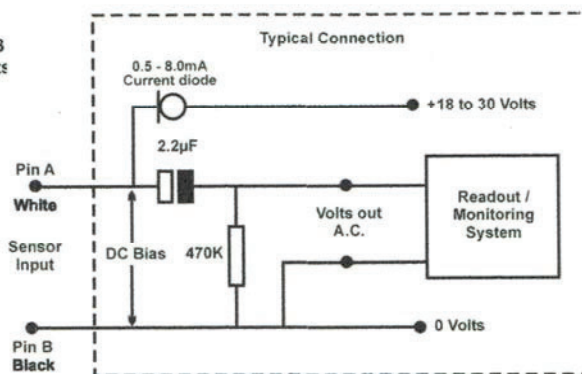 Typical Connection
0.5 - 8.0mA
Current diode
+18 to 30 Volts
2.2µF
Pin A
White
Volts out
A.C.
Readout /
Monitoring
System
Sensor
Input
DC Bias
470K
0 Volts
Pin B
Black